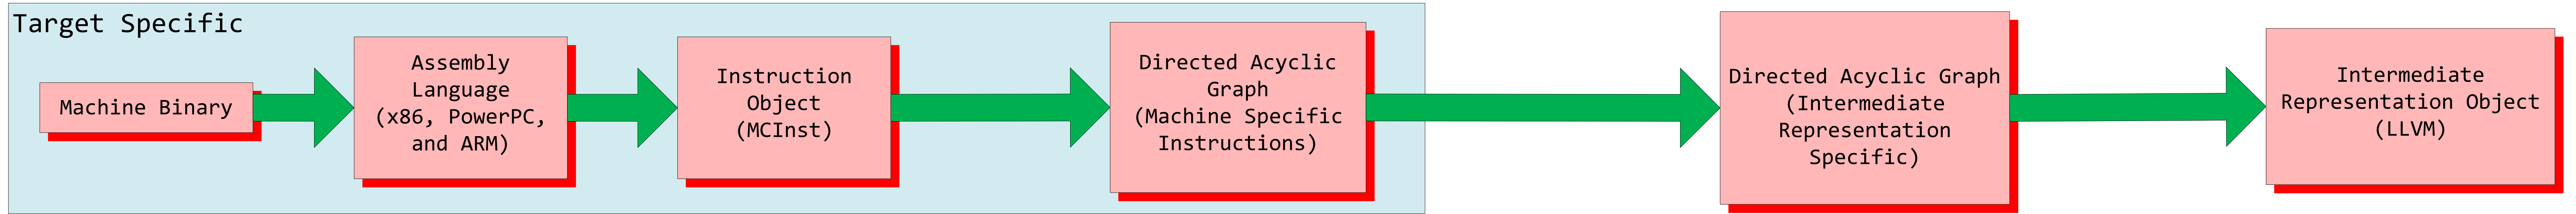 Target Specific
Machine Binary
Assembly
Language
(x86, PowerPC,
and ARM)
Instruction
Object
(MCInst)
Directed Acyclic
Graph
(Machine Specific
Instructions)
Directed Acyclic Graph
(Intermediate
Representation
Specific)
Intermediate
Representation Object
(LLVM)